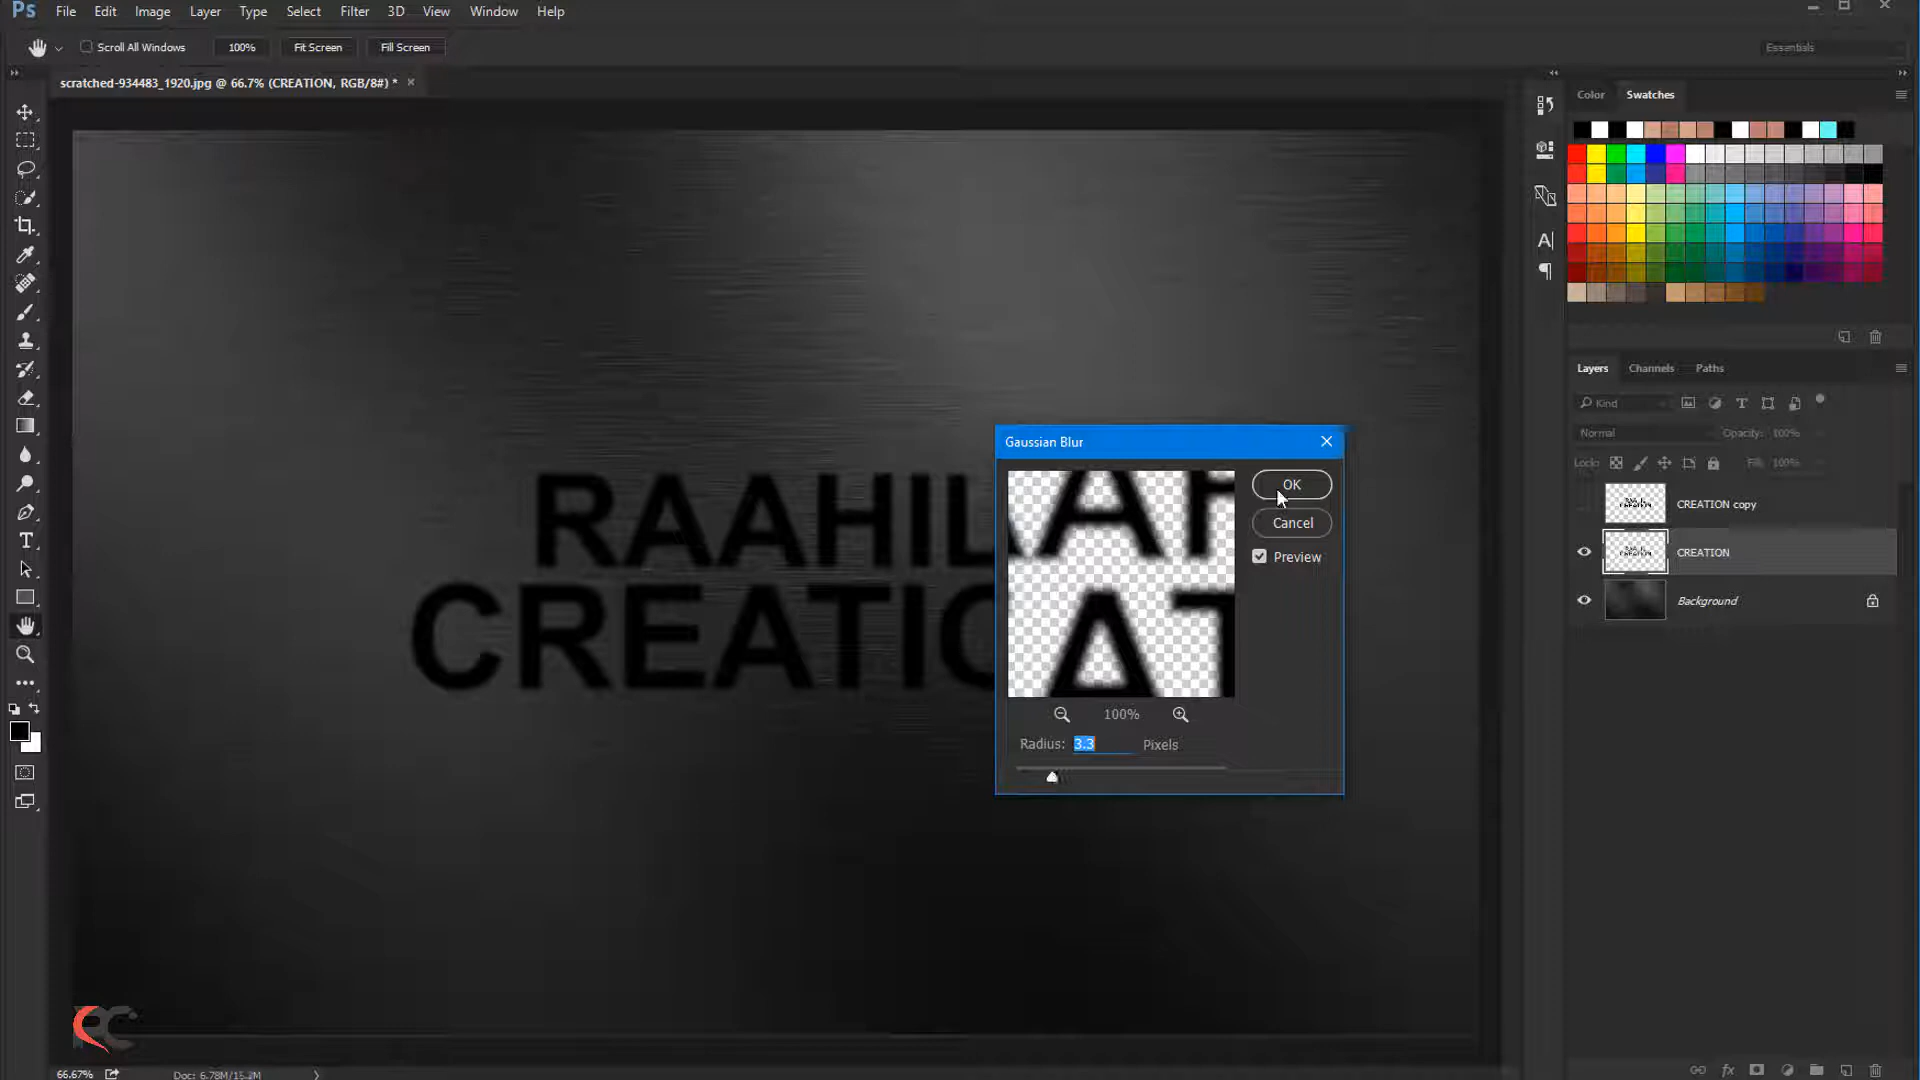 Ps File Edit Image Layer Type Select Filter 3D View Window Help
Scroll All Windows 100% Fit Screen Fill Screen Essentials
scratched-934483_1920.jpg @ 66.7% (CREATION, RGB/8#) * ×
Color Swatches
Layers Channels Paths
Kind
Normal Opacity: 100%
Lock: Fill: 100%
CREATION copy
CREATION
Background
RAAHIL
CREATIO
Gaussian Blur
OK
Cancel
Preview
100%
Radius: 3.3 Pixels
66.67% Doc: 6.78M/15.2M